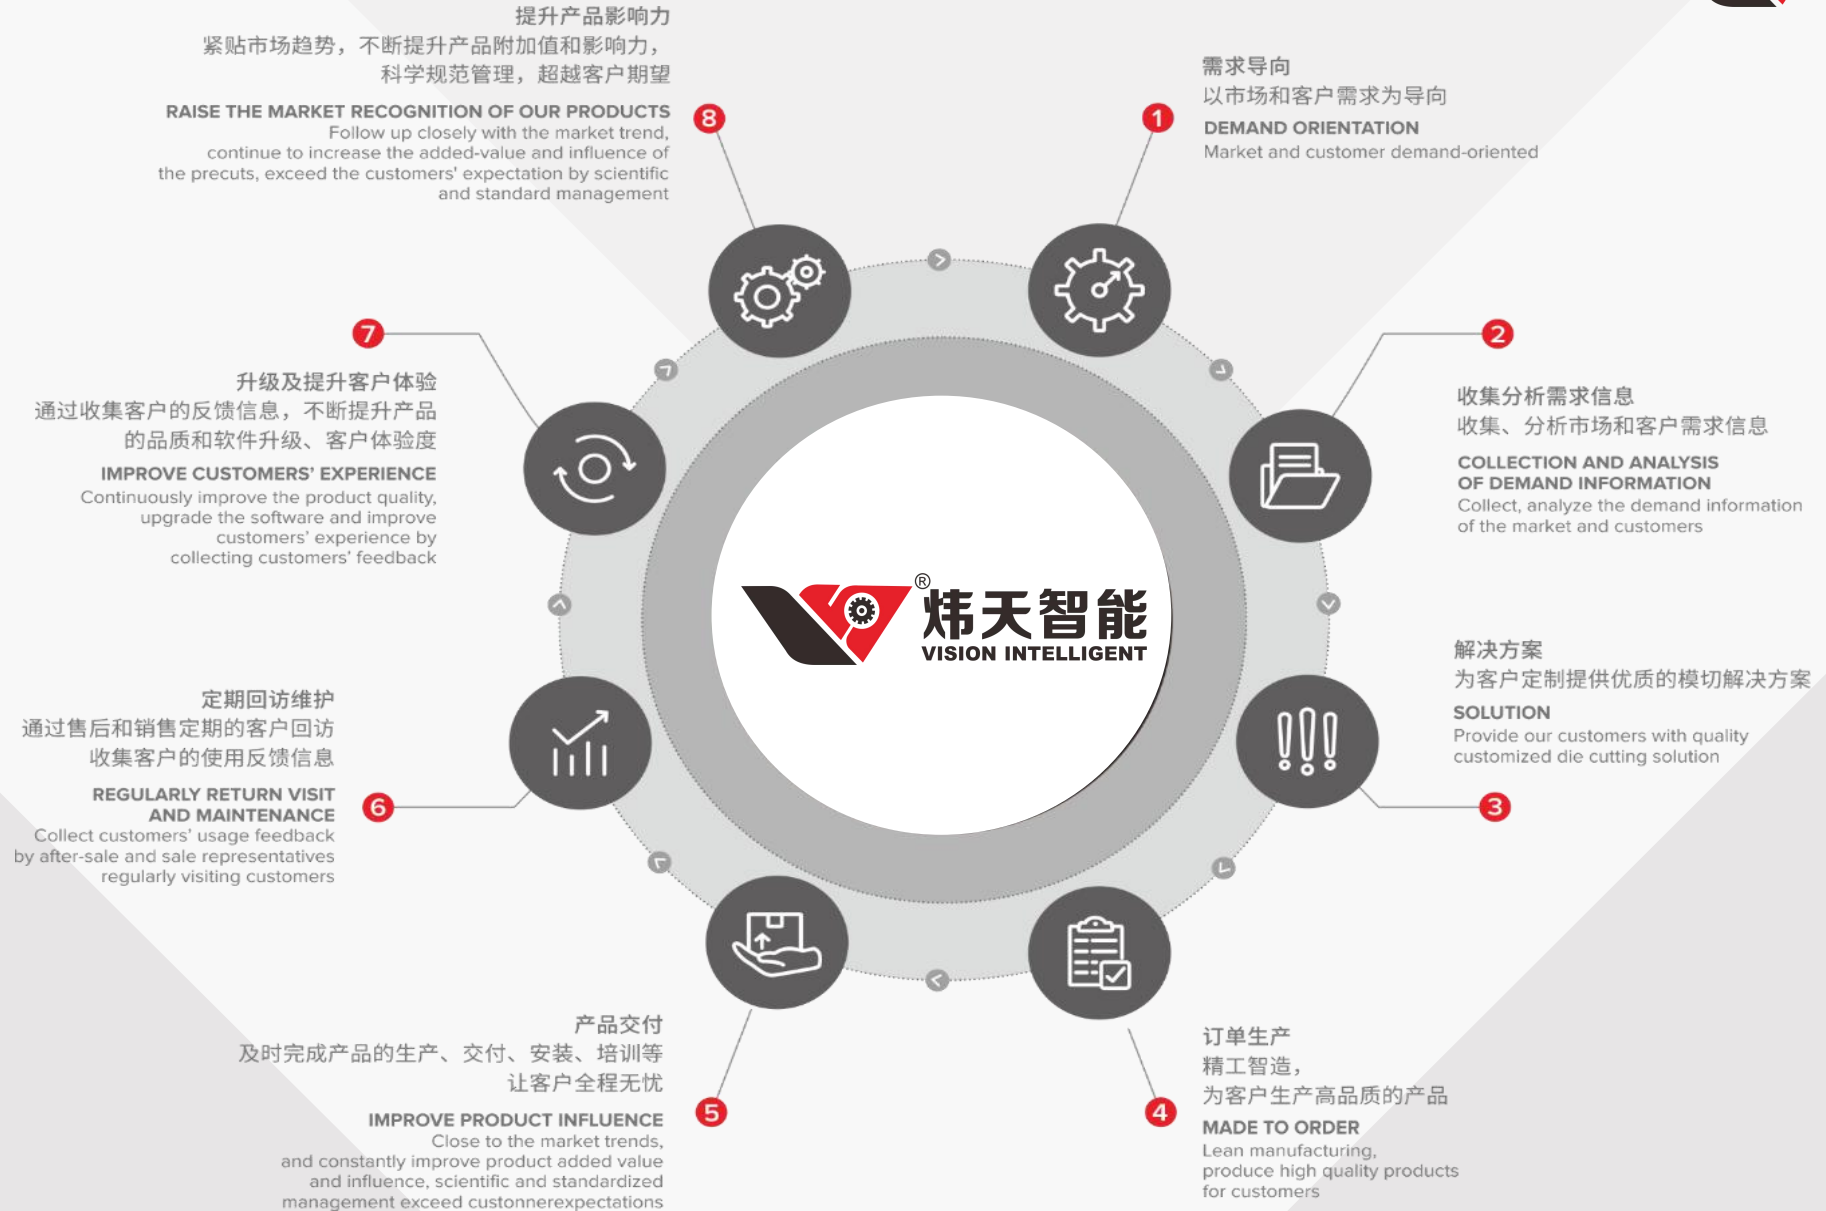 提升产品影响力
紧贴市场趋势，不断提升产品附加值和影响力，
科学规范管理，超越客户期望
RAISE THE MARKET RECOGNITION OF OUR PRODUCTS
Follow up closely with the market trend,
continue to increase the added-value and influence of
the precuts, exceed the customers' expectation by scientific
and standard management
8
1
需求导向
以市场和客户需求为导向
DEMAND ORIENTATION
Market and customer demand-oriented
2
收集分析需求信息
收集、分析市场和客户需求信息
COLLECTION AND ANALYSIS
OF DEMAND INFORMATION
Collect, analyze the demand information
of the market and customers
解决方案
为客户定制提供优质的模切解决方案
SOLUTION
Provide our customers with quality
customized die cutting solution
3
订单生产
精工智造，
为客户生产高品质的产品
4
MADE TO ORDER
Lean manufacturing,
produce high quality products
for customers
产品交付
及时完成产品的生产、交付、安装、培训等
让客户全程无忧
5
IMPROVE PRODUCT INFLUENCE
Close to the market trends,
and constantly improve product added value
and influence, scientific and standardized
management exceed custonnerexpectations
定期回访维护
通过售后和销售定期的客户回访
收集客户的使用反馈信息
6
REGULARLY RETURN VISIT
AND MAINTENANCE
Collect customers' usage feedback
by after-sale and sale representatives
regularly visiting customers
7
升级及提升客户体验
通过收集客户的反馈信息，不断提升产品
的品质和软件升级、客户体验度
IMPROVE CUSTOMERS' EXPERIENCE
Continuously improve the product quality,
upgrade the software and improve
customers' experience by
collecting customers' feedback
®
炜天智能
VISION INTELLIGENT